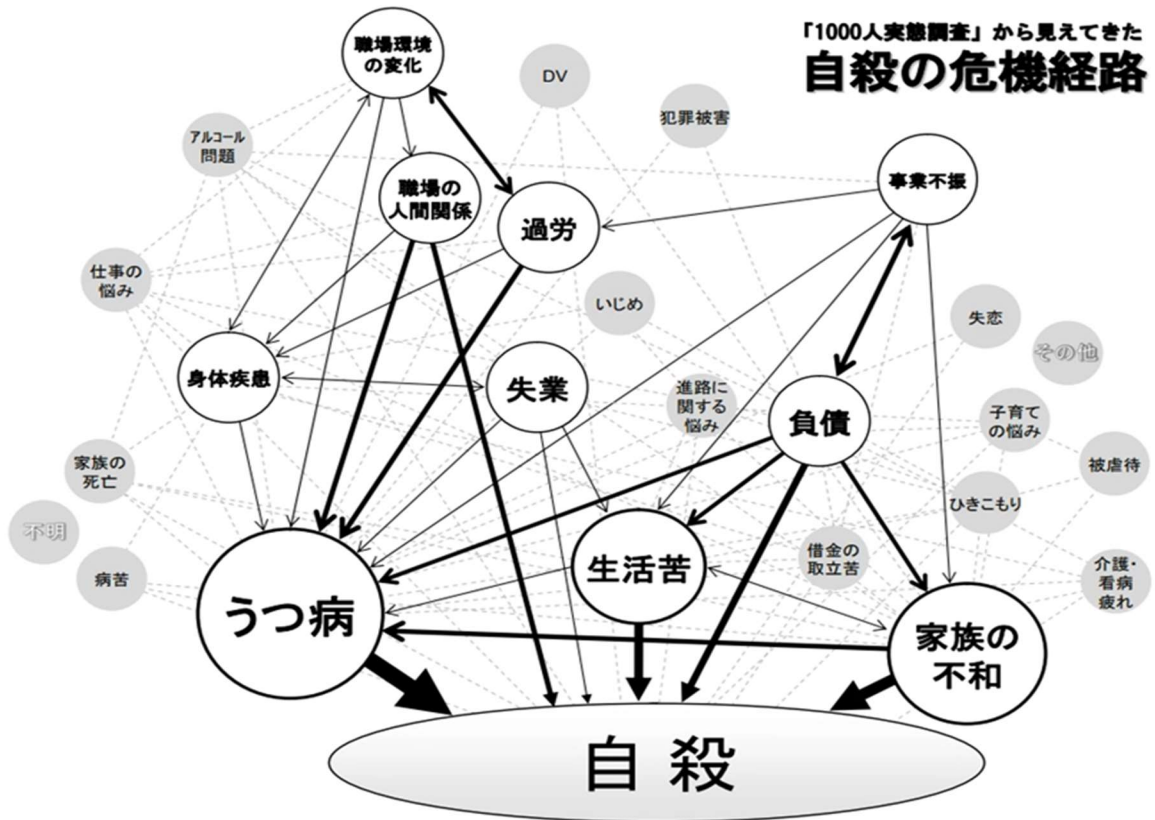 「1000人実態調査」から見えてきた
自殺の危機経路
職場環境
の変化
DV
犯罪被害
アルコール
問題
職場の
人間関係
過労
事業不振
仕事の
悩み
いじめ
失恋
その他
身体疾患
失業
進路に
関する
悩み
負債
子育て
の悩み
家族の
死亡
被虐待
ひきこもり
不明
病苦
生活苦
借金の
取立苦
介護・
看病
疲れ
うつ病
家族の
不和
自殺